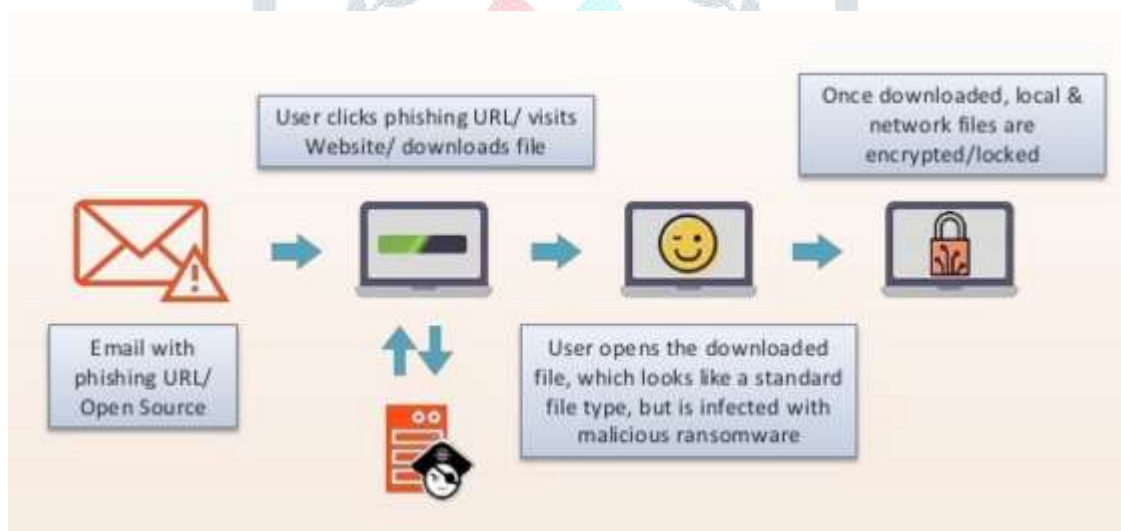 User clicks phishing URL/ visits
Website/ downloads file
Once downloaded, local &
network files are
encrypted/locked
Email with
phishing URL/
Open Source
User opens the downloaded
file, which looks like a standard
file type, but is infected with
malicious ransomware